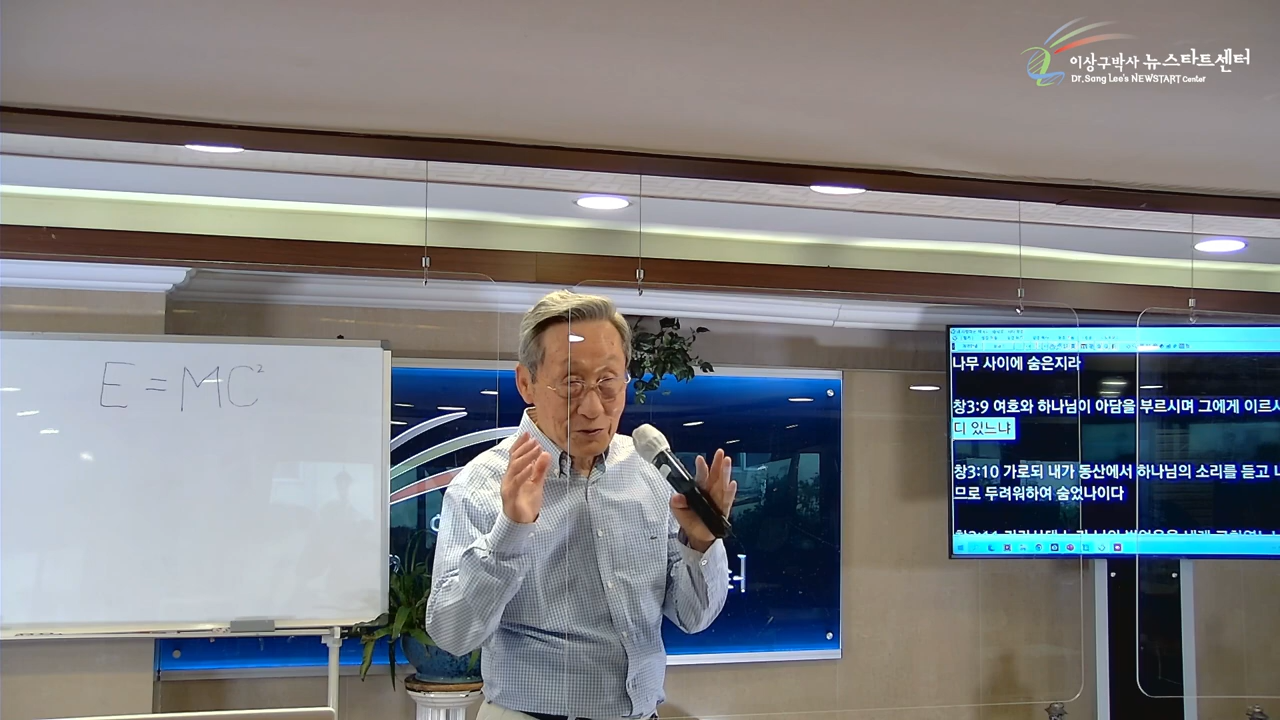 이상구박사 뉴스타트센터
Dr. Sang Lee's NEWSTART Center
E=MC²
나무 사이에 숨은지라
창3:9 여호와 하나님이 아담을 부르시며 그에게 이르시
디 있느냐
창3:10 가로되 내가 동산에서 하나님의 소리를 듣고
므로 두려워하여 숨었나이다